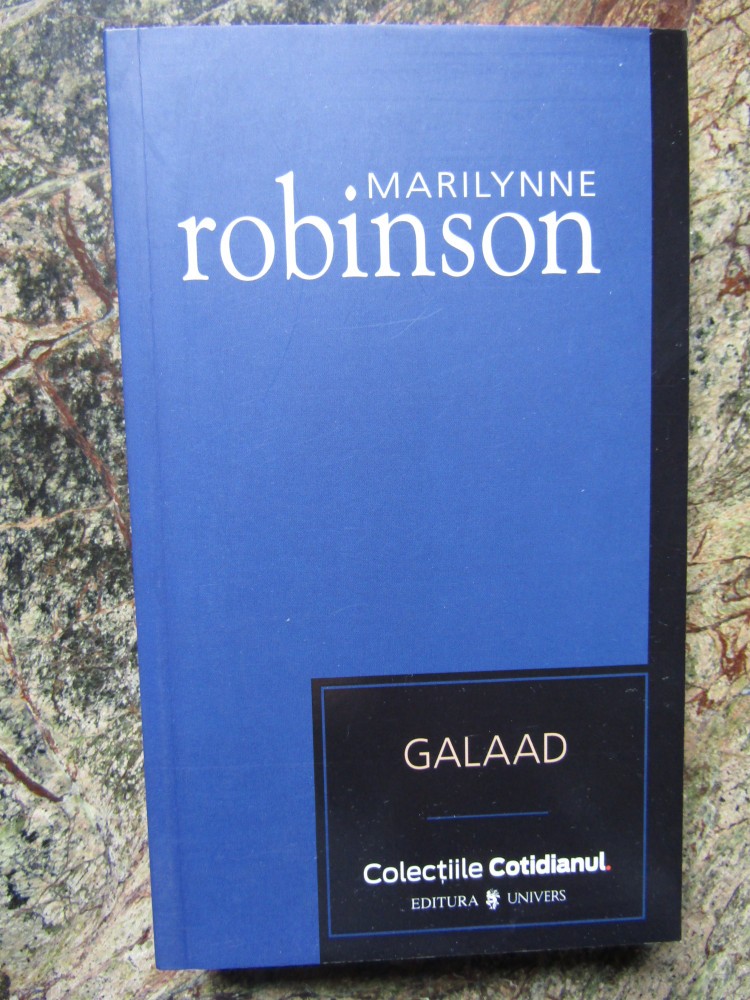 MARILYNNE
robinson
GALAAD
Colecțiile Cotidianul.
EDITURA UNIVERS